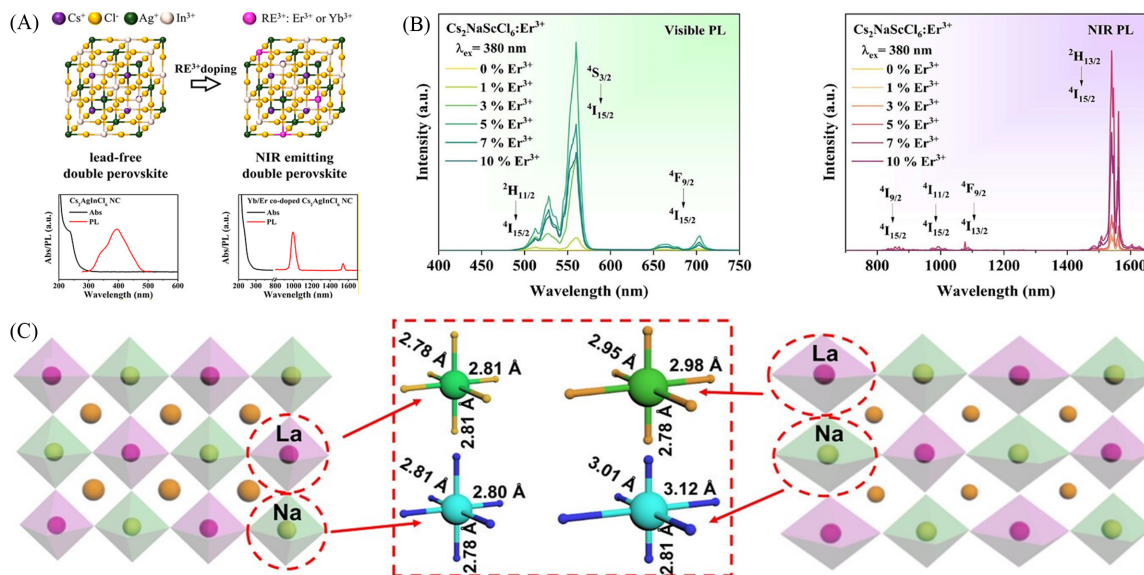 (A)
Cs⁺ Cl⁻ Ag⁺ In³⁺
RE³⁺: Er³⁺ or Yb³⁺
RE³⁺doping
lead-free
double perovskite
NIR emitting
double perovskite
Cs₂AgInCl₆ NC
Abs
PL
Abs/PL (a.u.)
200 300 400 500 600
Wavelength (nm)
Yb/Er co-doped Cs₂AgInCl₆ NC
Abs
PL
Abs/PL (a.u.)
200 800 1000 1200 1400 1600
Wavelength (nm)
(B)
Cs₂NaScCl₆:Er³⁺
Visible PL
λex= 380 nm
0 % Er³⁺
1 % Er³⁺
3 % Er³⁺
5 % Er³⁺
7 % Er³⁺
10 % Er³⁺
⁴S3/2
⁴I15/2
²H11/2
⁴I15/2
⁴F9/2
⁴I15/2
Intensity (a.u.)
400 450 500 550 600 650 700 750
Wavelength (nm)
Cs₂NaScCl₆:Er³⁺
NIR PL
λex= 380 nm
0 % Er³⁺
1 % Er³⁺
3 % Er³⁺
5 % Er³⁺
7 % Er³⁺
10 % Er³⁺
²H13/2
⁴I15/2
⁴I9/2
⁴I15/2
⁴I11/2
⁴I15/2
⁴F9/2
⁴I13/2
Intensity (a.u.)
800 1000 1200 1400 1600
Wavelength (nm)
(C)
La
Na
2.78 Å
2.81 Å
2.81 Å
2.81 Å
2.80 Å
2.78 Å
2.95 Å
2.98 Å
2.78 Å
3.01 Å
3.12 Å
2.81 Å
La
Na